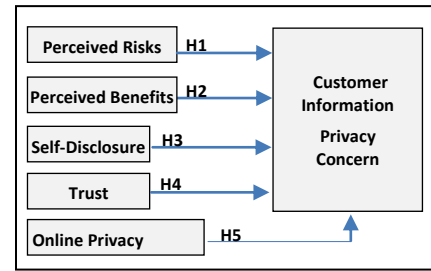 Perceived Risks
H1
Perceived Benefits
H2
Self-Disclosure
H3
Trust
H4
Online Privacy
H5
Customer
Information
Privacy
Concern